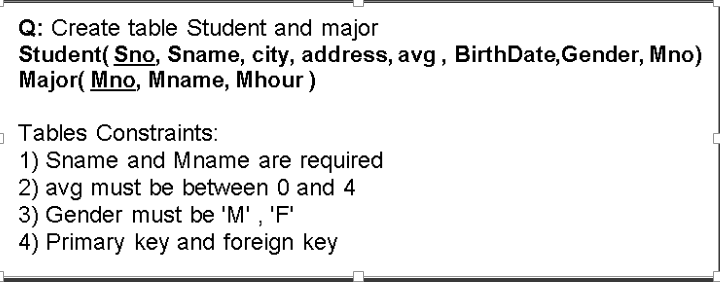 Q: Create table Student and major
Student( Sno, Sname, city, address, avg , BirthDate,Gender, Mno)
Major( Mno, Mname, Mhour )
Tables Constraints:
1) Sname and Mname are required
2) avg must be between 0 and 4
3) Gender must be 'M' , 'F'
4) Primary key and foreign key